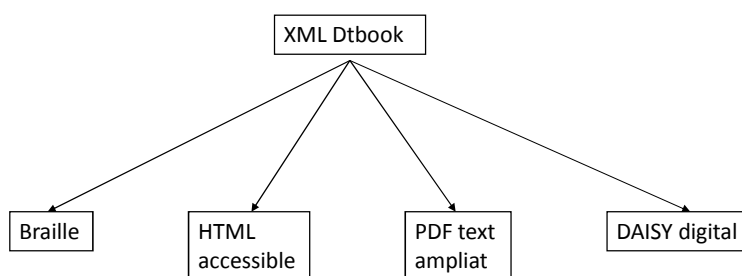 XML Dtbook
Braille
HTML
accessible
PDF text
ampliat
DAISY digital